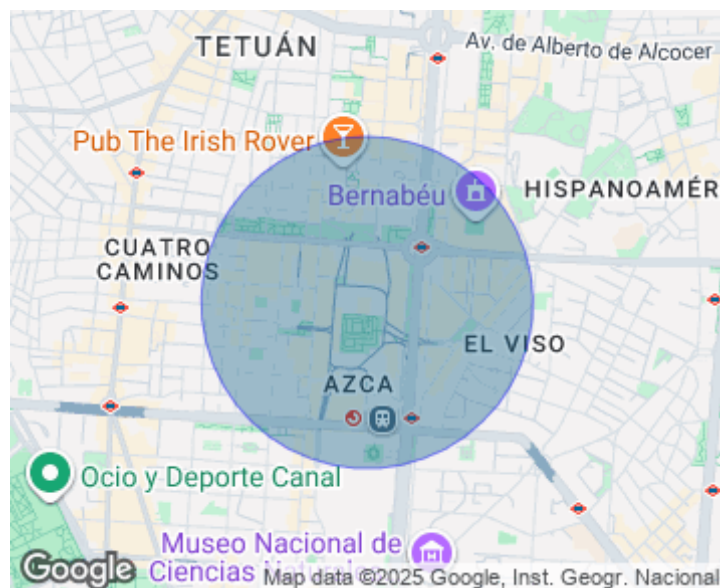 TETUÁN
Av. de Alberto de Alcocer
Pub The Irish Rover
Bernabéu
HISPANOAMÉR
CUATRO
CAMINOS
EL VISO
AZCA
Ocio y Deporte Canal
Museo Nacional de
Ciencias Naturales
Google
Map data ©2025 Google, Inst. Geogr. Nacional